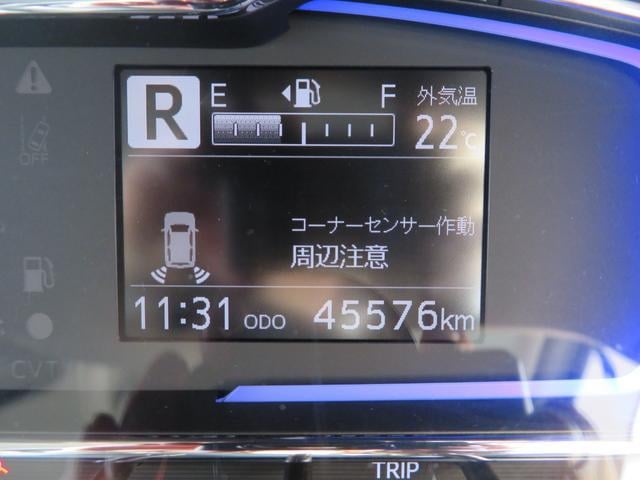 R E F 外気温
22℃
コーナーセンサー作動
周辺注意
11:31 ODO 45576km
OFF
CVT
TRIP